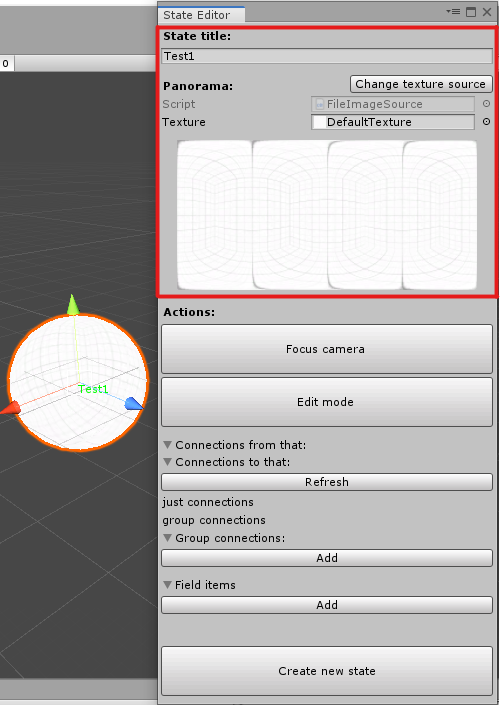 State Editor
State title:
0
Test1
Panorama:
Change texture source
Script
FileImageSource
Texture
DefaultTexture
Actions:
Focus camera
Test1
Edit mode
Connections from that:
Connections to that:
Refresh
just connections
group connections
Group connections:
Add
Field items
Add
Create new state